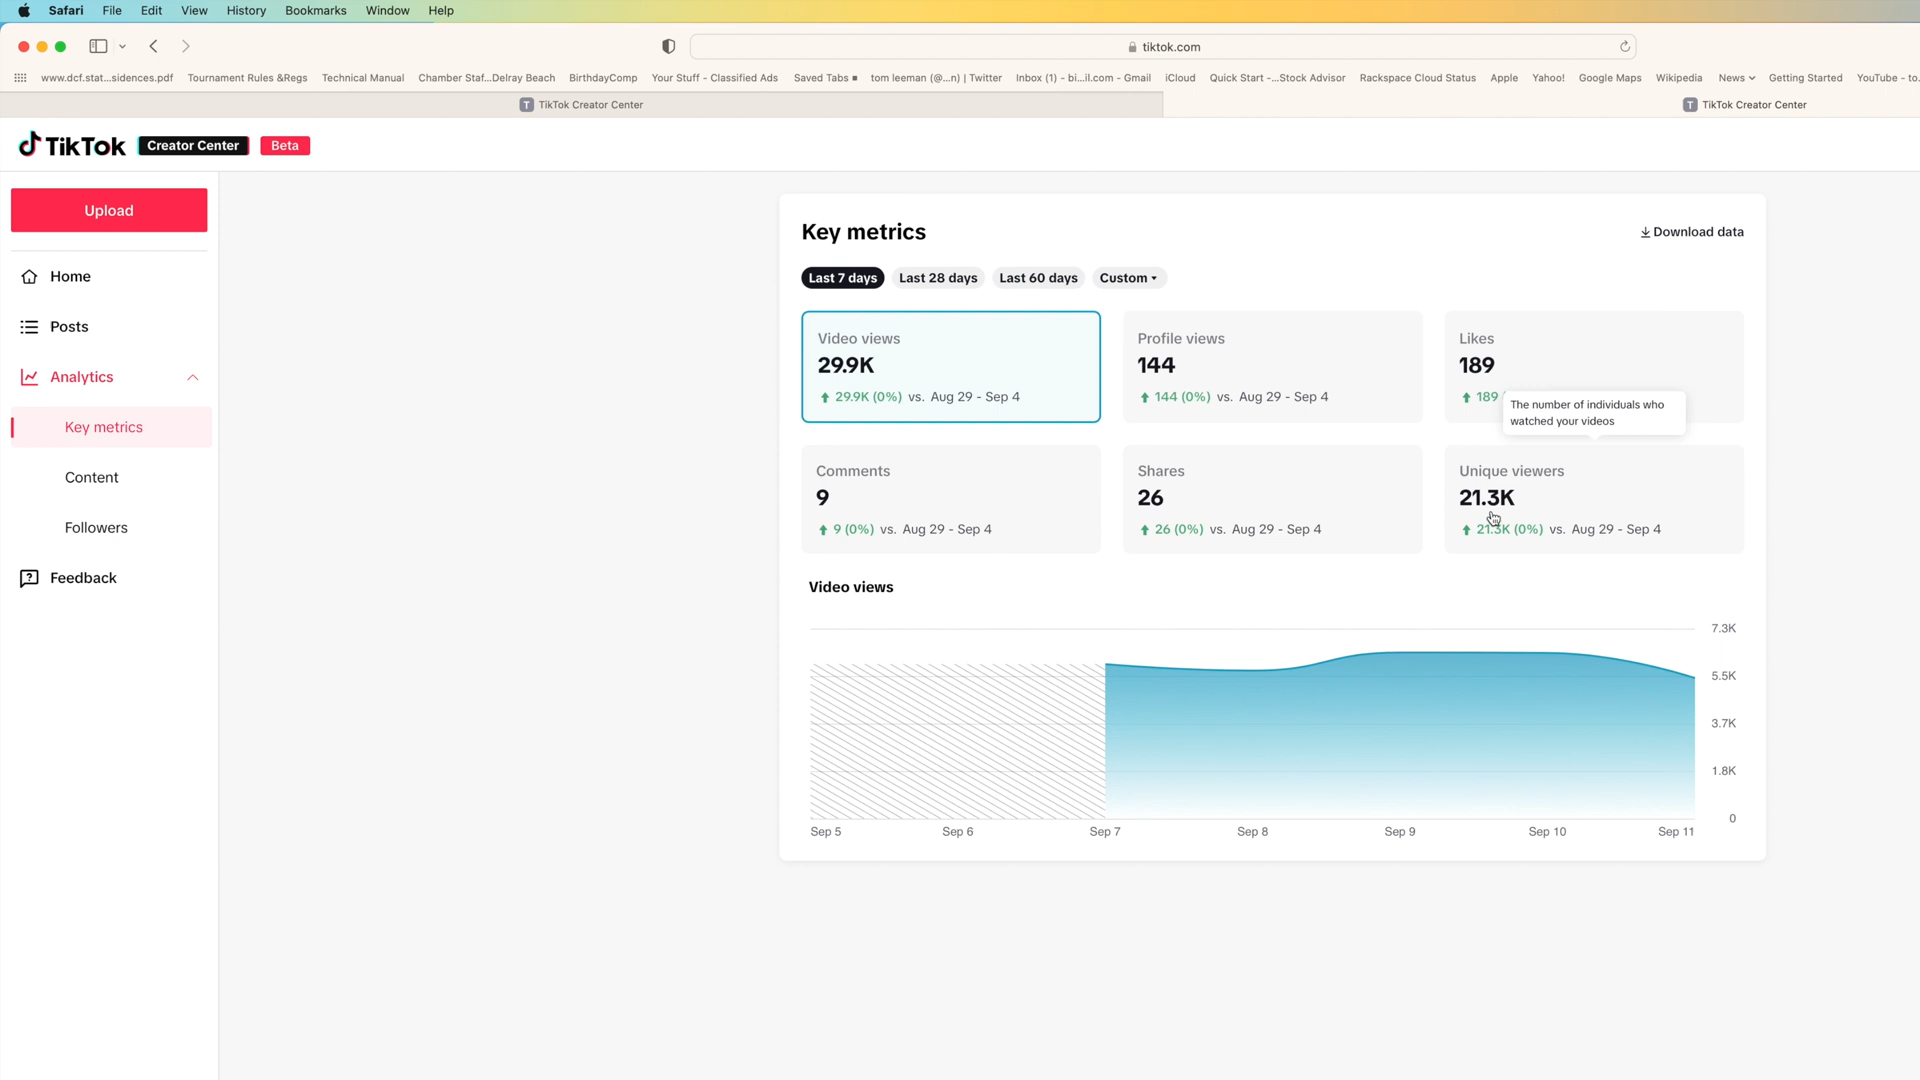 Safari File Edit View History Bookmarks Window Help
tiktok.com
www.dcf.stat...sidences.pdf Tournament Rules &Regs Technical Manual Chamber Staf...Delray Beach BirthdayComp Your Stuff - Classified Ads Saved Tabs tom leeman (@...n) | Twitter Inbox (1) - bi...il.com - Gmail iCloud Quick Start -...Stock Advisor Rackspace Cloud Status Apple Yahoo! Google Maps Wikipedia News Getting Started YouTube - to...
T TikTok Creator Center T TikTok Creator Center
TikTok Creator Center Beta
Upload
Home
Posts
Analytics
Key metrics
Content
Followers
Feedback
Key metrics Download data
Last 7 days Last 28 days Last 60 days Custom
Video views Profile views Likes
29.9K 144 189
29.9K (0%) vs. Aug 29 - Sep 4 144 (0%) vs. Aug 29 - Sep 4 189
The number of individuals who
watched your videos
Comments Shares Unique viewers
9 26 21.3K
9 (0%) vs. Aug 29 - Sep 4 26 (0%) vs. Aug 29 - Sep 4 21.3K (0%) vs. Aug 29 - Sep 4
Video views
7.3K
5.5K
3.7K
1.8K
0
Sep 5 Sep 6 Sep 7 Sep 8 Sep 9 Sep 10 Sep 11